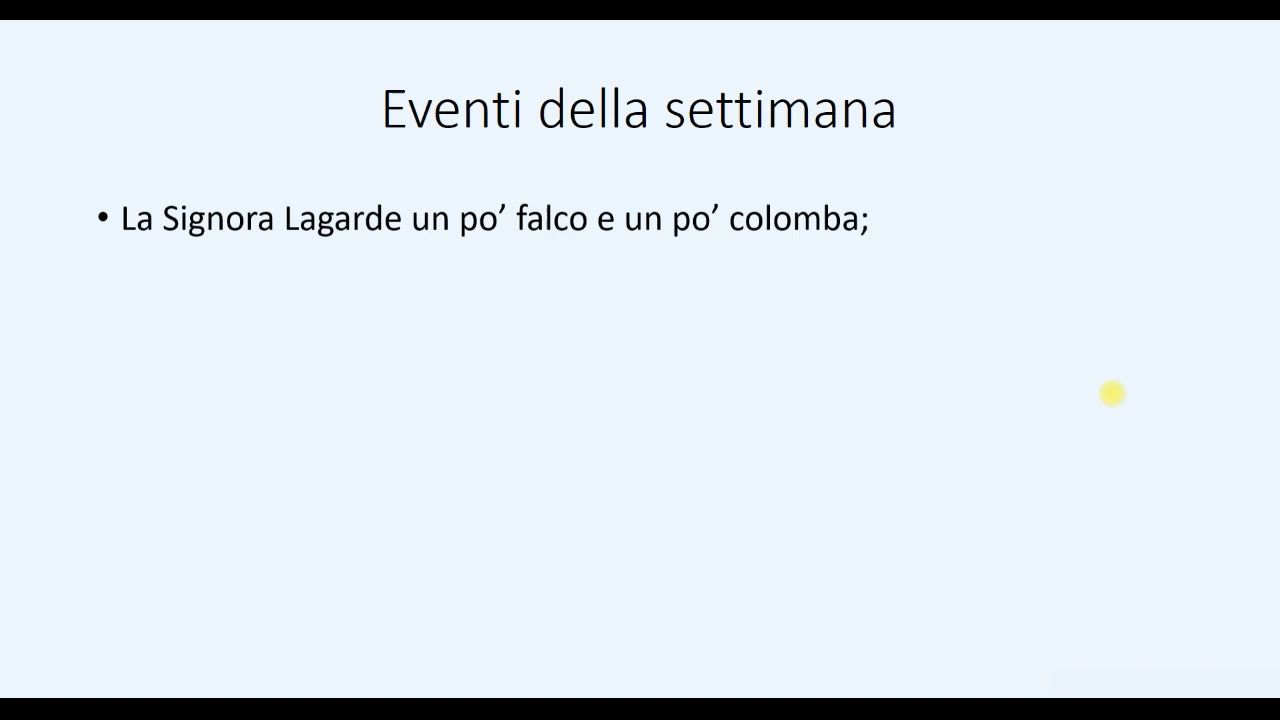 Eventi della settimana
• La Signora Lagarde un po’ falco e un po’ colomba;